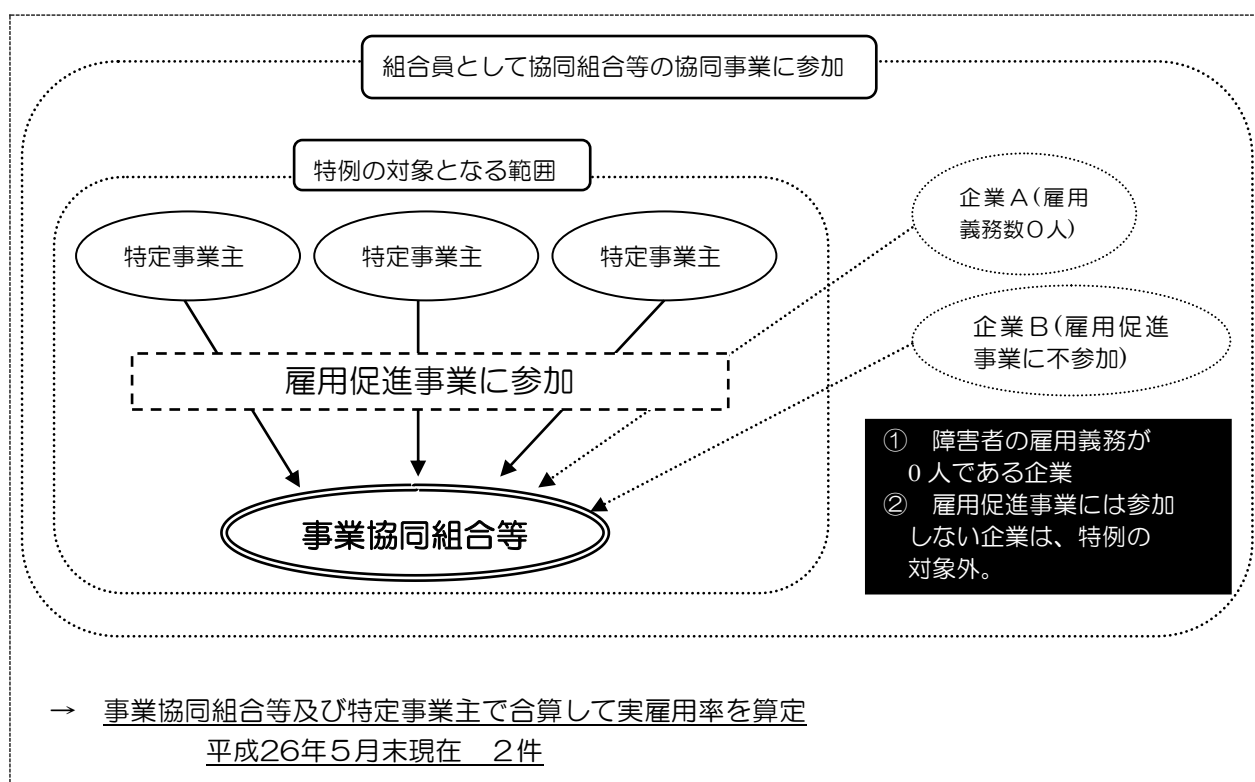 組合員として協同組合等の協同事業に参加
特例の対象となる範囲
特定事業主
特定事業主
特定事業主
企業A(雇用
義務数0人)
企業B(雇用促進
事業に不参加)
雇用促進事業に参加
事業協同組合等
① 障害者の雇用義務が
0人である企業
② 雇用促進事業には参加
しない企業は、特例の
対象外。
→ 事業協同組合等及び特定事業主で合算して実雇用率を算定
平成26年5月末現在 2件